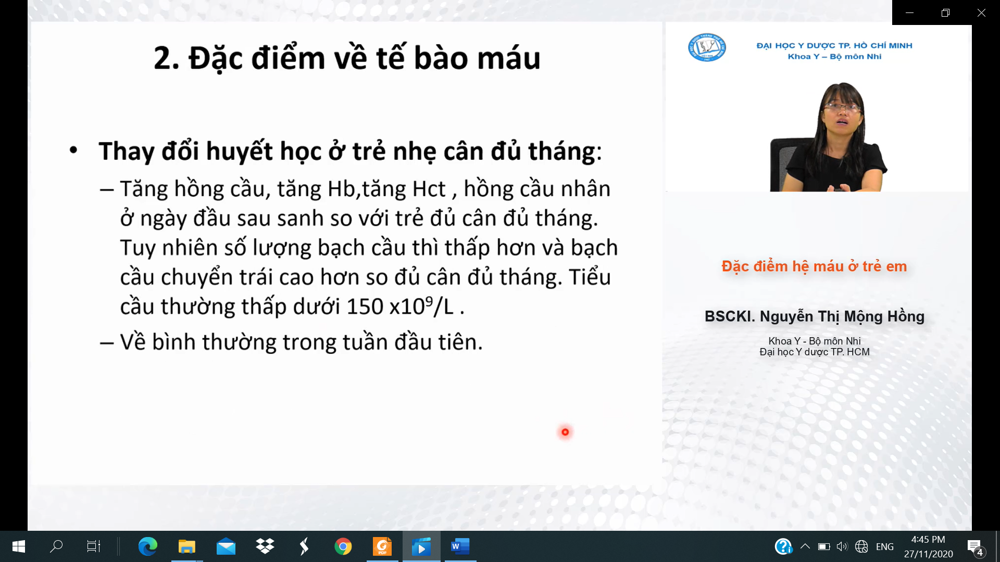 2. Đặc điểm về tế bào máu
• Thay đổi huyết học ở trẻ nhẹ cân đủ tháng:
– Tăng hồng cầu, tăng Hb,tăng Hct , hồng cầu nhân
ở ngày đầu sau sanh so với trẻ đủ cân đủ tháng.
Tuy nhiên số lượng bạch cầu thì thấp hơn và bạch
cầu chuyển trái cao hơn so đủ cân đủ tháng. Tiểu
cầu thường thấp dưới 150 x10⁹/L .
– Về bình thường trong tuần đầu tiên.
ĐẠI HỌC Y DƯỢC TP. HỒ CHÍ MINH
Khoa Y – Bộ môn Nhi
Đặc điểm hệ máu ở trẻ em
BSCKI. Nguyễn Thị Mộng Hồng
Khoa Y - Bộ môn Nhi
Đại học Y dược TP. HCM
PDF
W
ENG
4:45 PM
27/11/2020
4